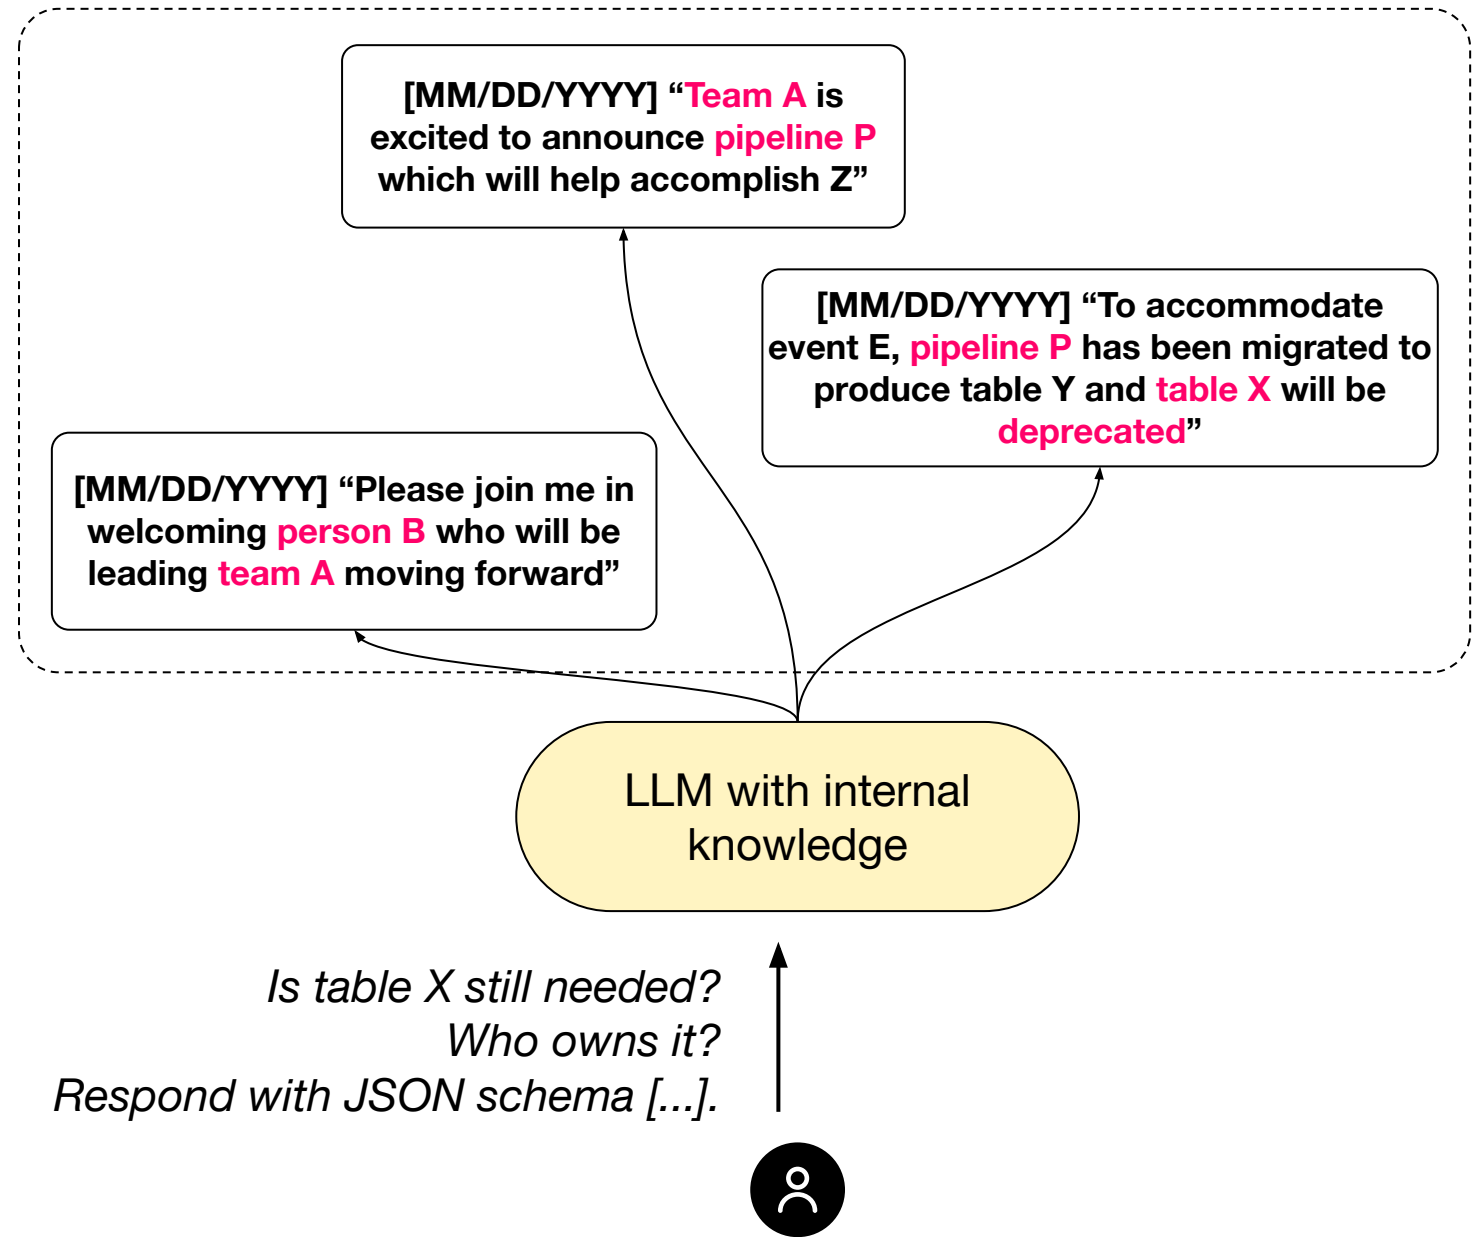 [MM/DD/YYYY] “Team A is
excited to announce pipeline P
which will help accomplish Z”
[MM/DD/YYYY] “To accommodate
event E, pipeline P has been migrated to
produce table Y and table X will be
deprecated”
[MM/DD/YYYY] “Please join me in
welcoming person B who will be
leading team A moving forward”
LLM with internal
knowledge
Is table X still needed?
Who owns it?
Respond with JSON schema [...].